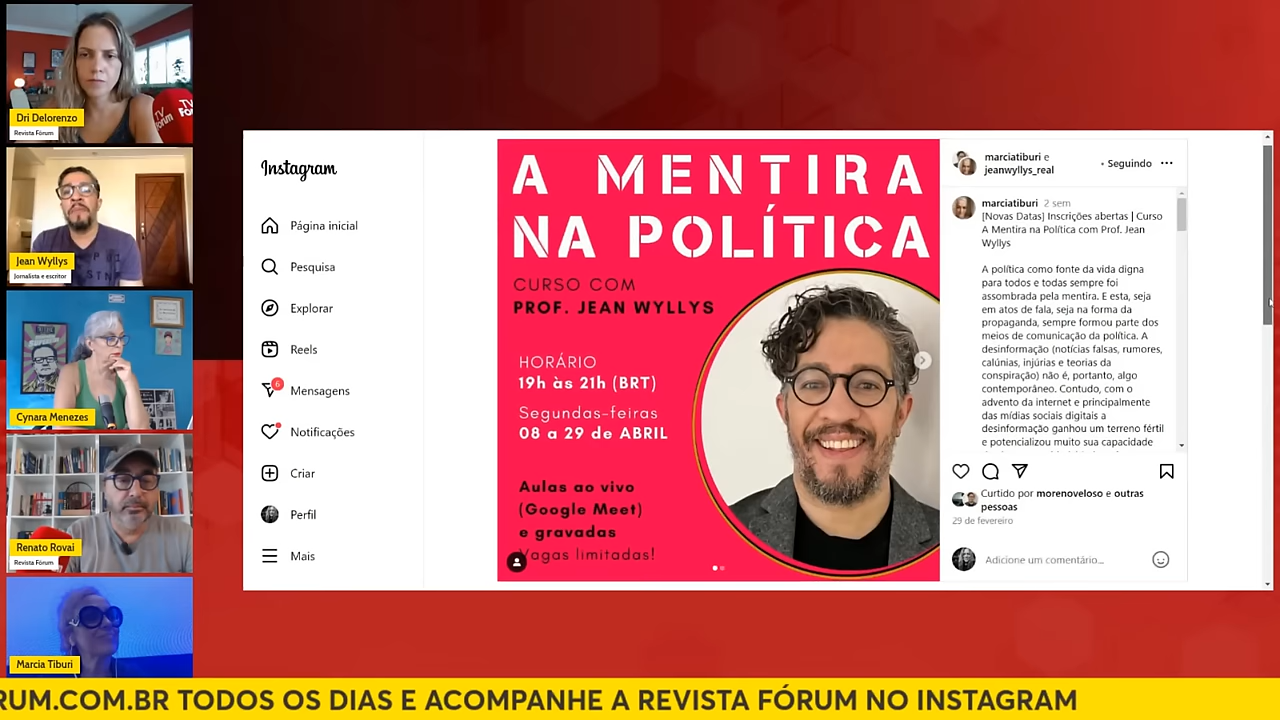 Dri Delorenzo
Revista Fórum
TV
Jean Wyllys
Jornalista e escritor
Cynara Menezes
Renato Rovai
Revista Fórum
Marcia Tiburi
Instagram
Página inicial
Pesquisa
Explorar
Reels
6
Mensagens
Notificações
Criar
Perfil
Mais
A MENTIRA
NA POLÍTICA
CURSO COM
PROF. JEAN WYLLYS
HORÁRIO
19h às 21h (BRT)
Segundas-feiras
08 a 29 de ABRIL
Aulas ao vivo
(Google Meet)
e gravadas
Vagas limitadas!
marciatiburi e
jeanwyllys_real
• Seguindo
marciatiburi 2 sem
[Novas Datas] Inscrições abertas | Curso
A Mentira na Política com Prof. Jean
Wyllys
A política como fonte da vida digna
para todos e todas sempre foi
assombrada pela mentira. E esta, seja
em atos de fala, seja na forma da
propaganda, sempre formou parte dos
meios de comunicação da política. A
desinformação (notícias falsas, rumores,
calúnias, injúrias e teorias da
conspiração) não é, portanto, algo
contemporâneo. Contudo, com o
advento da internet e principalmente
das mídias sociais digitais a
desinformação ganhou um terreno fértil
e potencializou muito sua capacidade
Curtido por morenoveloso e outras
pessoas
29 de fevereiro
Adicione um comentário...
RUM.COM.BR TODOS OS DIAS E ACOMPANHE A REVISTA FÓRUM NO INSTAGRAM